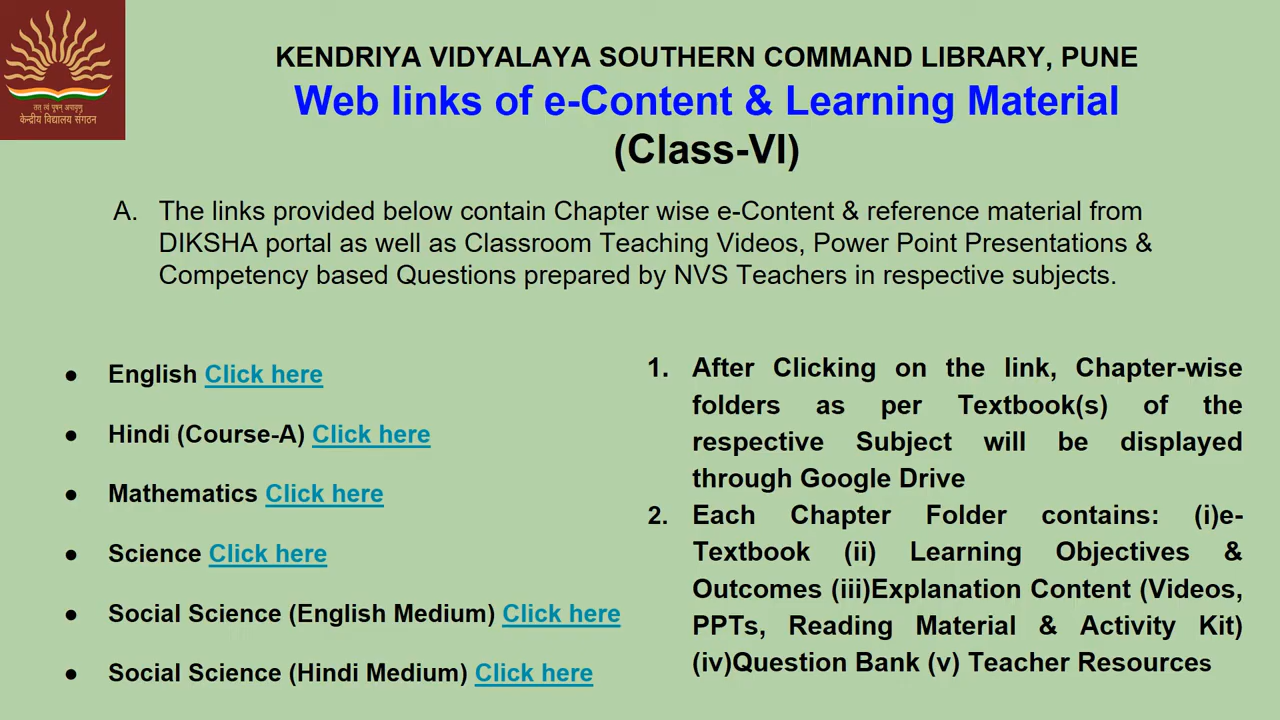 तत् त्वं पूषन् अपावृणु
केन्द्रीय विद्यालय संगठन
KENDRIYA VIDYALAYA SOUTHERN COMMAND LIBRARY, PUNE
Web links of e-Content & Learning Material
(Class-VI)
A. The links provided below contain Chapter wise e-Content & reference material from
DIKSHA portal as well as Classroom Teaching Videos, Power Point Presentations &
Competency based Questions prepared by NVS Teachers in respective subjects.
● English Click here
● Hindi (Course-A) Click here
● Mathematics Click here
● Science Click here
● Social Science (English Medium) Click here
● Social Science (Hindi Medium) Click here
1. After Clicking on the link, Chapter-wise
folders as per Textbook(s) of the
respective Subject will be displayed
through Google Drive
2. Each Chapter Folder contains: (i)e-
Textbook (ii) Learning Objectives &
Outcomes (iii)Explanation Content (Videos,
PPTs, Reading Material & Activity Kit)
(iv)Question Bank (v) Teacher Resources